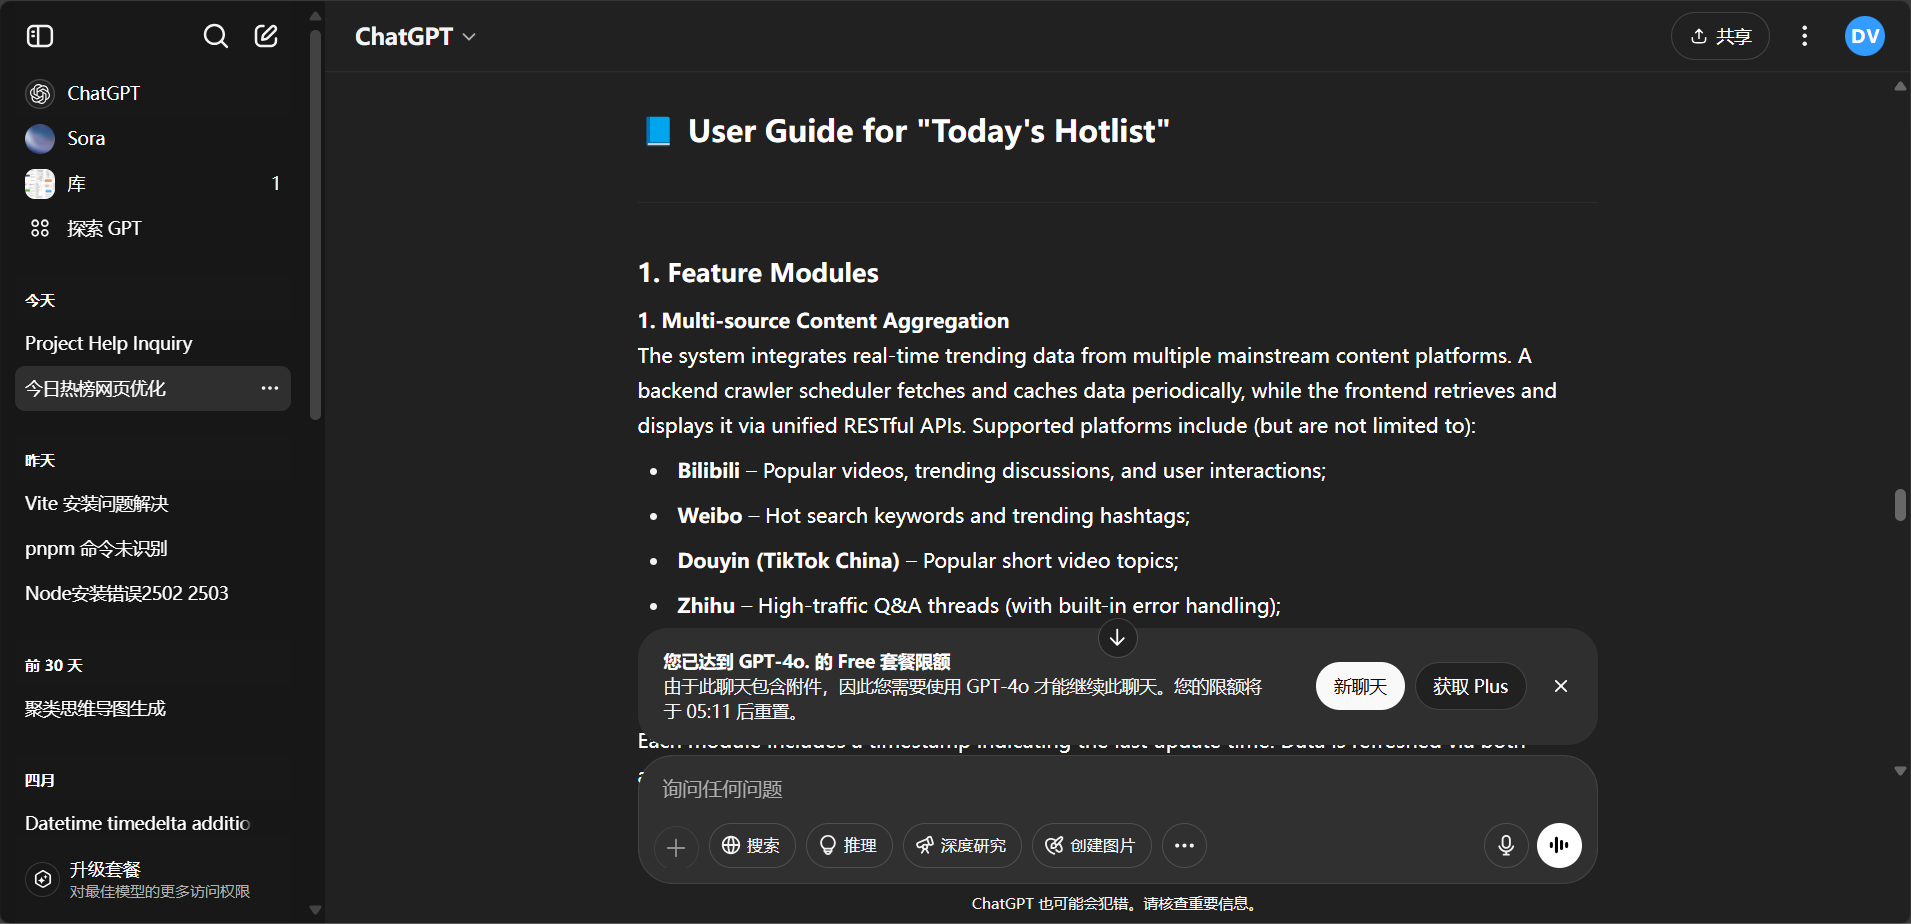 ChatGPT
Sora
库 1
探索 GPT
今天
Project Help Inquiry
今日热榜网页优化
昨天
Vite 安装问题解决
pnpm 命令未识别
Node安装错误2502 2503
前 30 天
聚类思维导图生成
四月
Datetime timedelta additio
升级套餐
对最佳模型的更多访问权限
ChatGPT
共享
DV
📘 User Guide for "Today's Hotlist"
1. Feature Modules
1. Multi-source Content Aggregation
The system integrates real-time trending data from multiple mainstream content platforms. A
backend crawler scheduler fetches and caches data periodically, while the frontend retrieves and
displays it via unified RESTful APIs. Supported platforms include (but are not limited to):
• Bilibili – Popular videos, trending discussions, and user interactions;
• Weibo – Hot search keywords and trending hashtags;
• Douyin (TikTok China) – Popular short video topics;
• Zhihu – High-traffic Q&A threads (with built-in error handling);
您已达到 GPT-4o. 的 Free 套餐限额
由于此聊天包含附件，因此您需要使用 GPT-4o 才能继续此聊天。您的限额将
于 05:11 后重置。
新聊天
获取 Plus
Each module includes a timestamp indicating the last update time. Data is refreshed via both
询问任何问题
搜索
推理
深度研究
创建图片
ChatGPT 也可能会犯错。请核查重要信息。